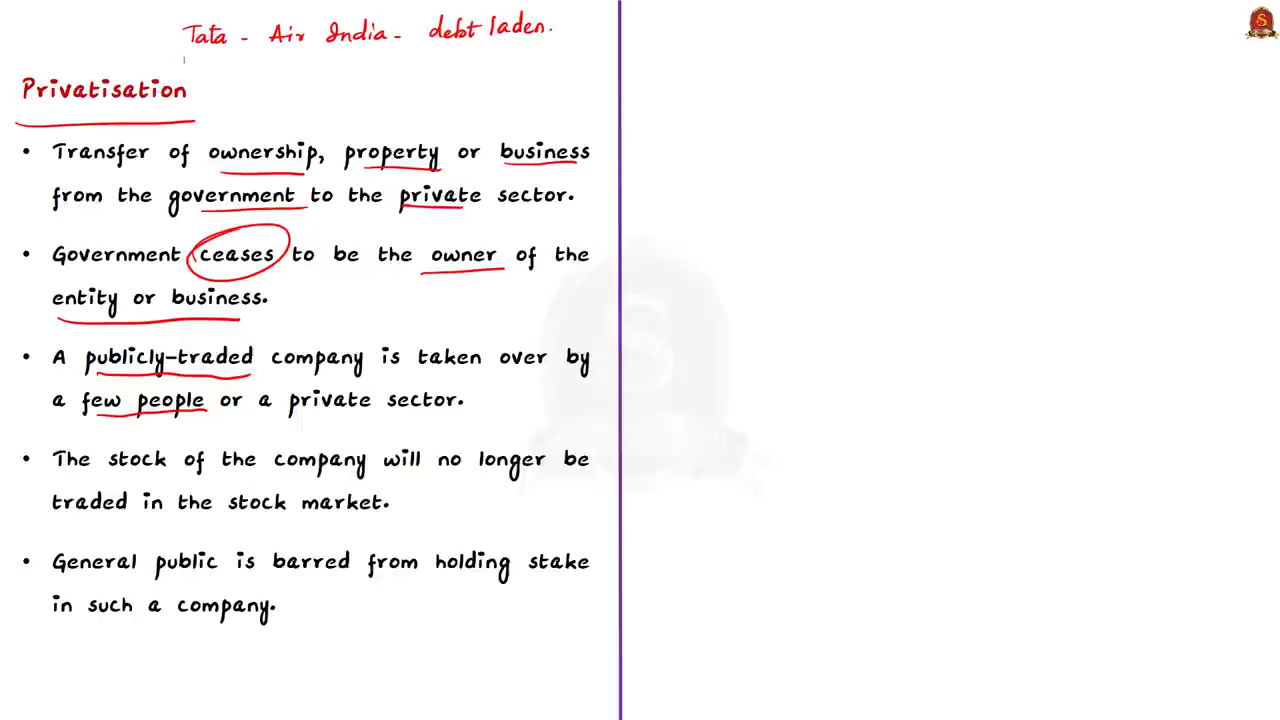 Tata - Air India - debt laden.
Privatisation
• Transfer of ownership, property or business
from the government to the private sector.
• Government ceases to be the owner of the
entity or business.
• A publicly-traded company is taken over by
a few people or a private sector.
• The stock of the company will no longer be
traded in the stock market.
• General public is barred from holding stake
in such a company.